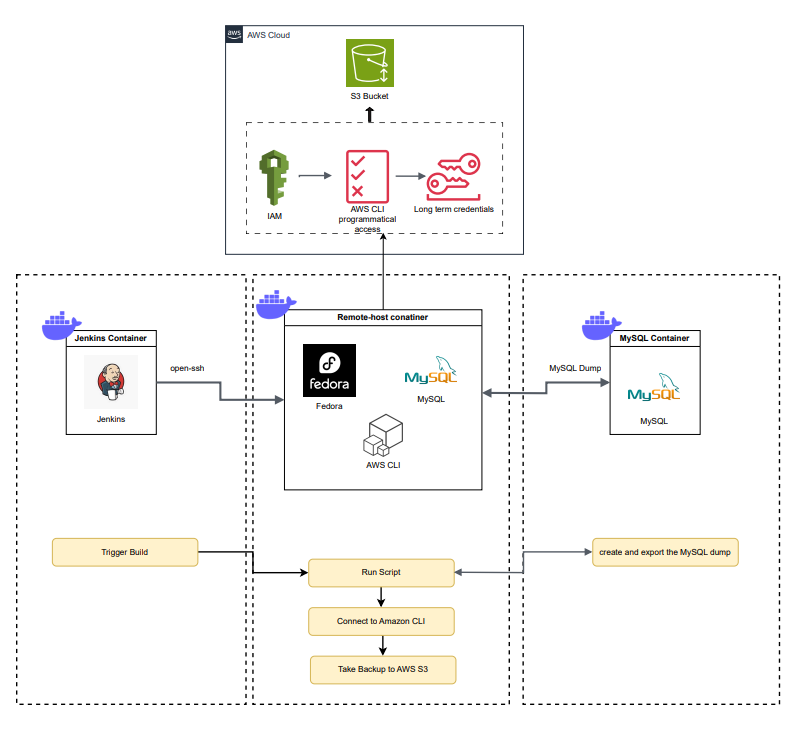 aws
AWS Cloud
S3 Bucket
IAM
AWS CLI
programmatical
access
Long term credentials
Remote-host conatiner
Jenkins Container
MySQL Container
open-ssh
fedora
MySQL
MySQL Dump
MySQL
Fedora
MySQL
Jenkins
MySQL
AWS CLI
Trigger Build
create and export the MySQL dump
Run Script
Connect to Amazon CLI
Take Backup to AWS S3